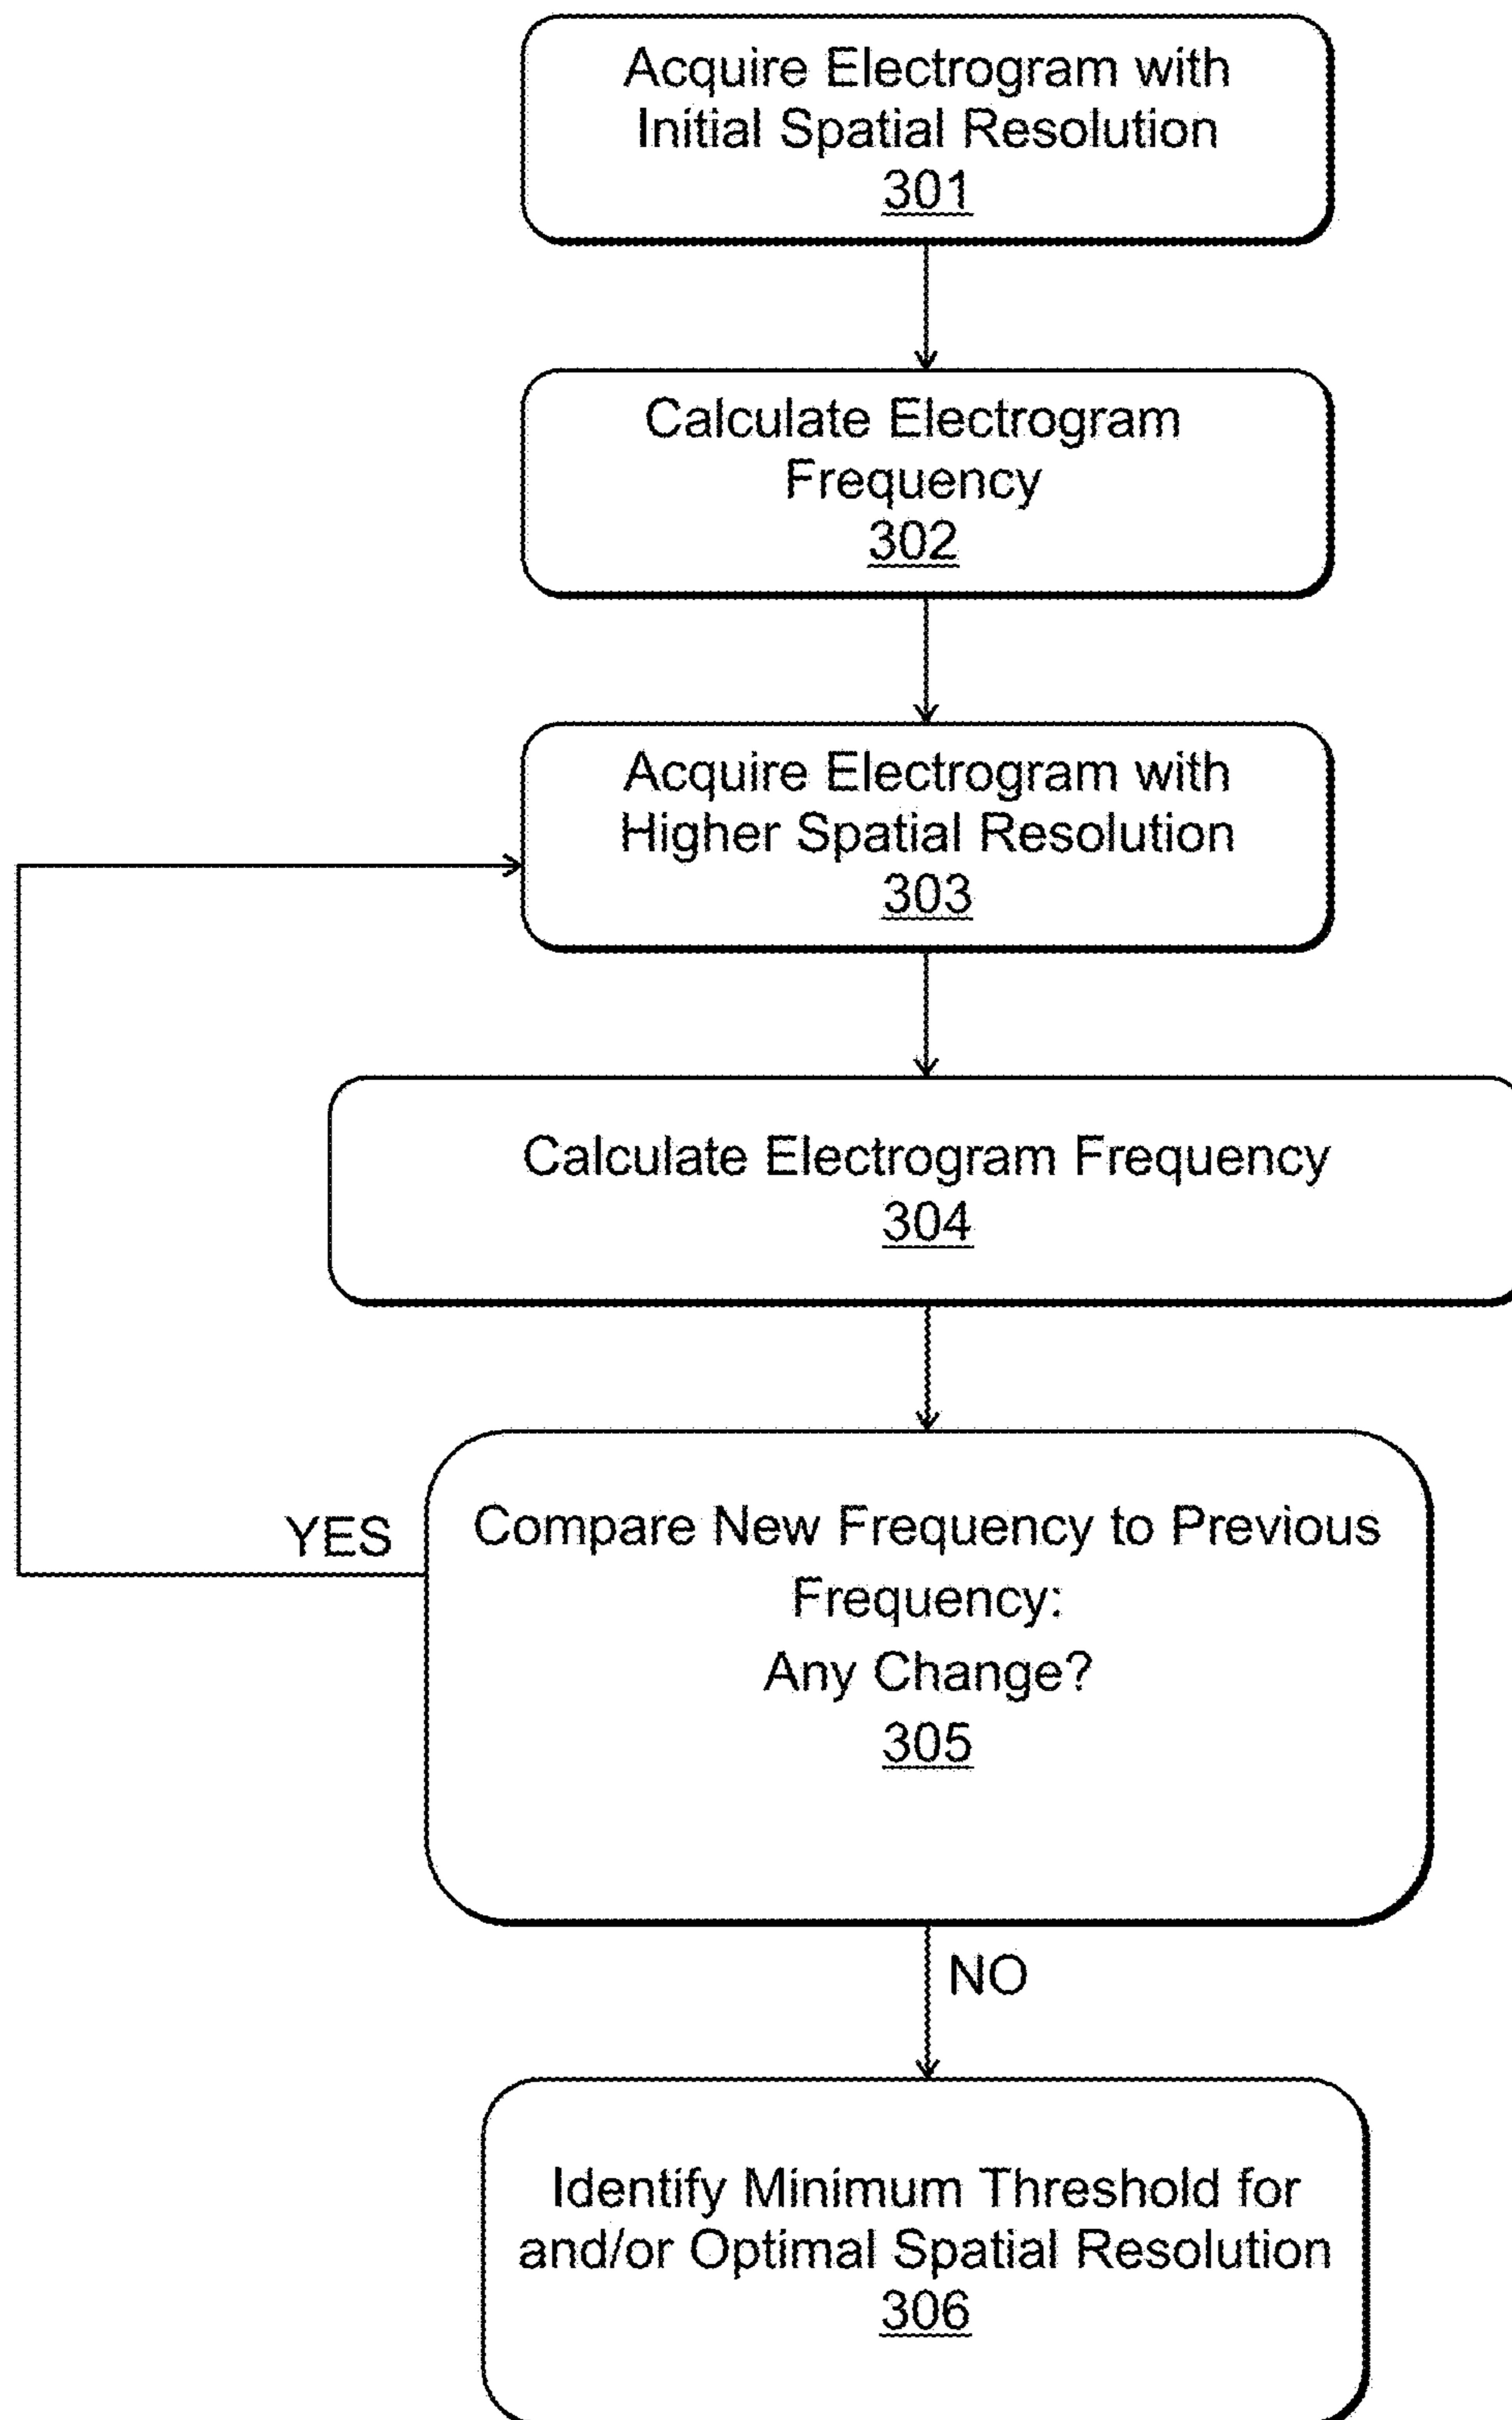 Acquire Electrogram with
Initial Spatial Resolution
301
Calculate Electrogram
Frequency
302
Acquire Electrogram with
Higher Spatial Resolution
303
Calculate Electrogram Frequency
304
YES
Compare New Frequency to Previous
Frequency:
Any Change?
305
NO
Identify Minimum Threshold for
and/or Optimal Spatial Resolution
306